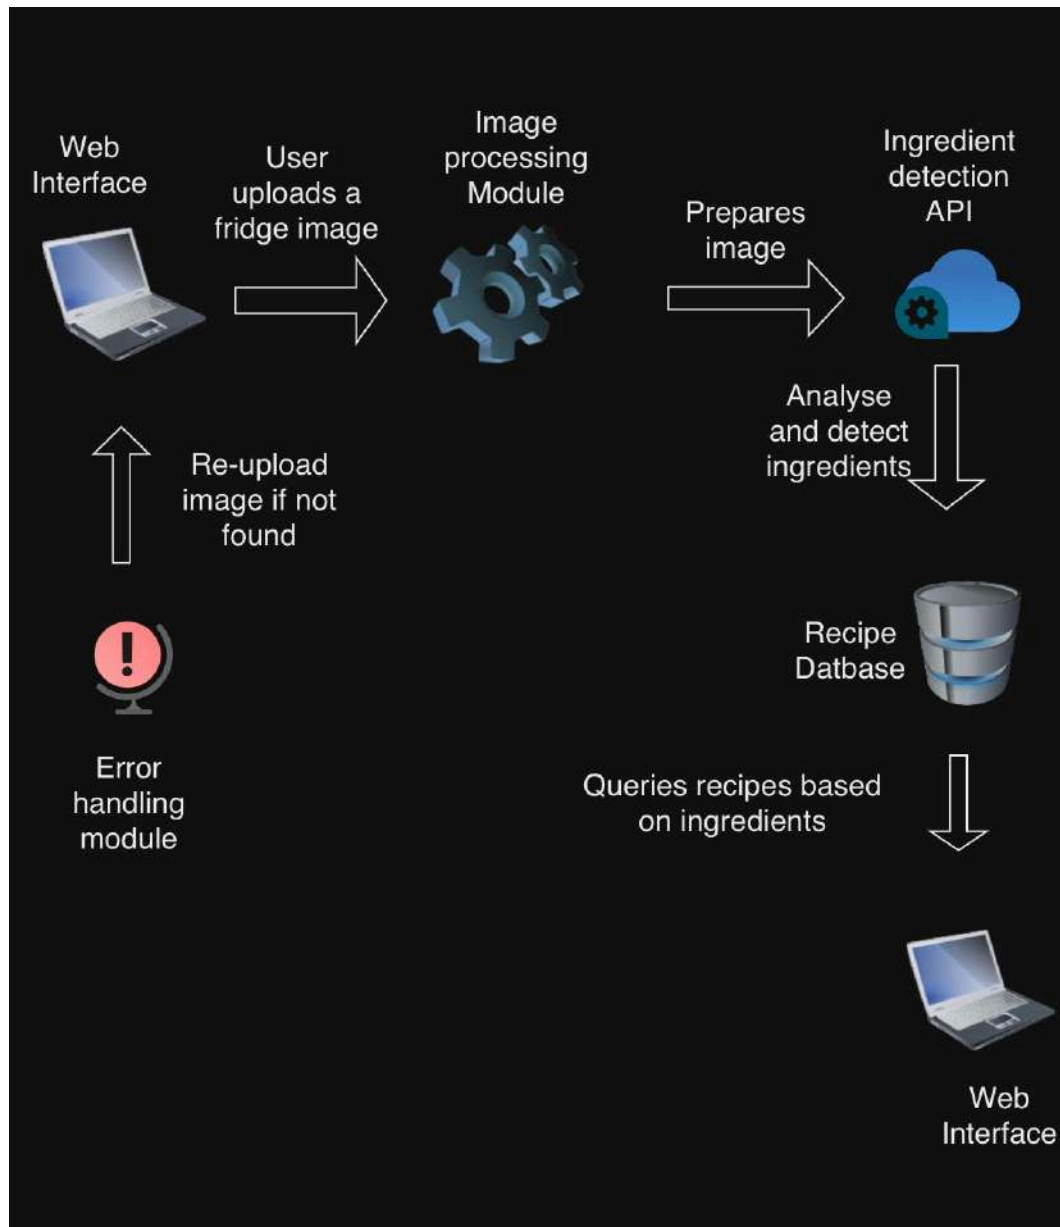 Web
Interface
User
uploads a
fridge image
Image
processing
Module
Prepares
image
Ingredient
detection
API
Analyse
and detect
ingredients
Re-upload
image if not
found
Recipe
Datbase
Error
handling
module
Queries recipes based
on ingredients
Web
Interface